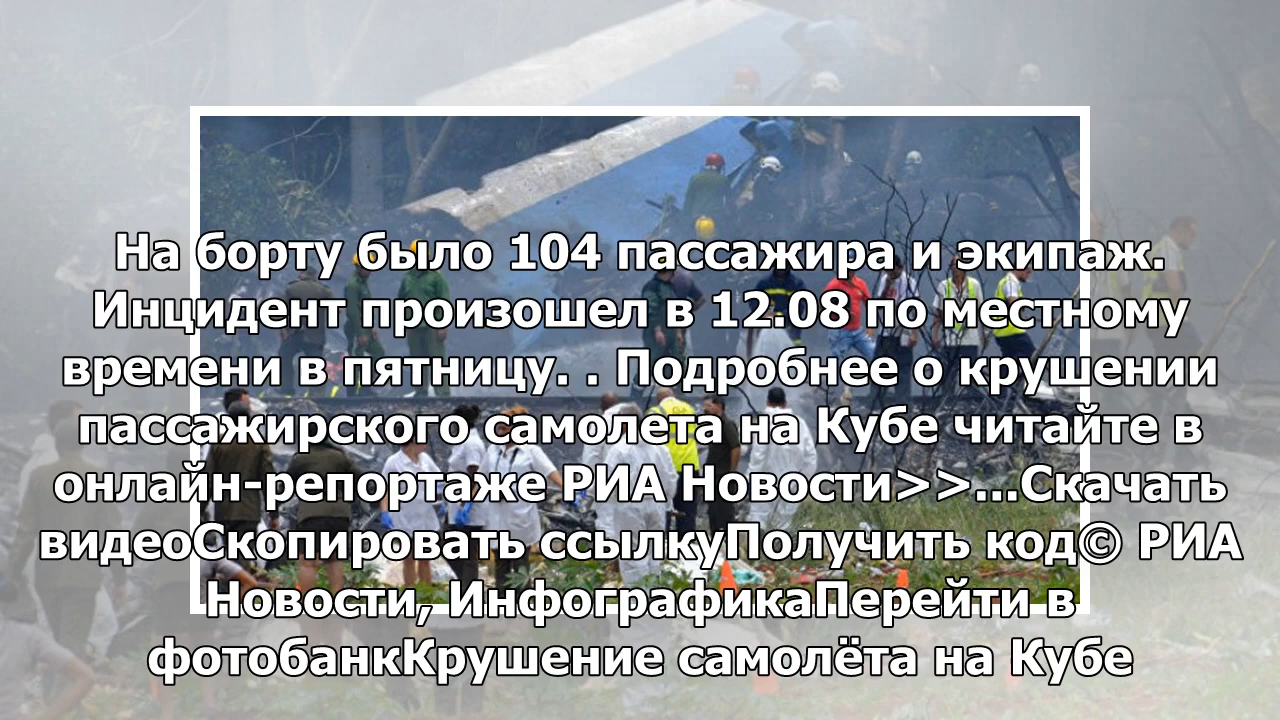 На борту было 104 пассажира и экипаж.
Инцидент произошел в 12.08 по местному
времени в пятницу. . Подробнее о крушении
пассажирского самолета на Кубе читайте в
онлайн-репортаже РИА Новости>>...Скачать
видеоСкопировать ссылкуПолучить код© РИА
Новости, ИнфографикаПерейти в
фотобанкКрушение самолёта на Кубе